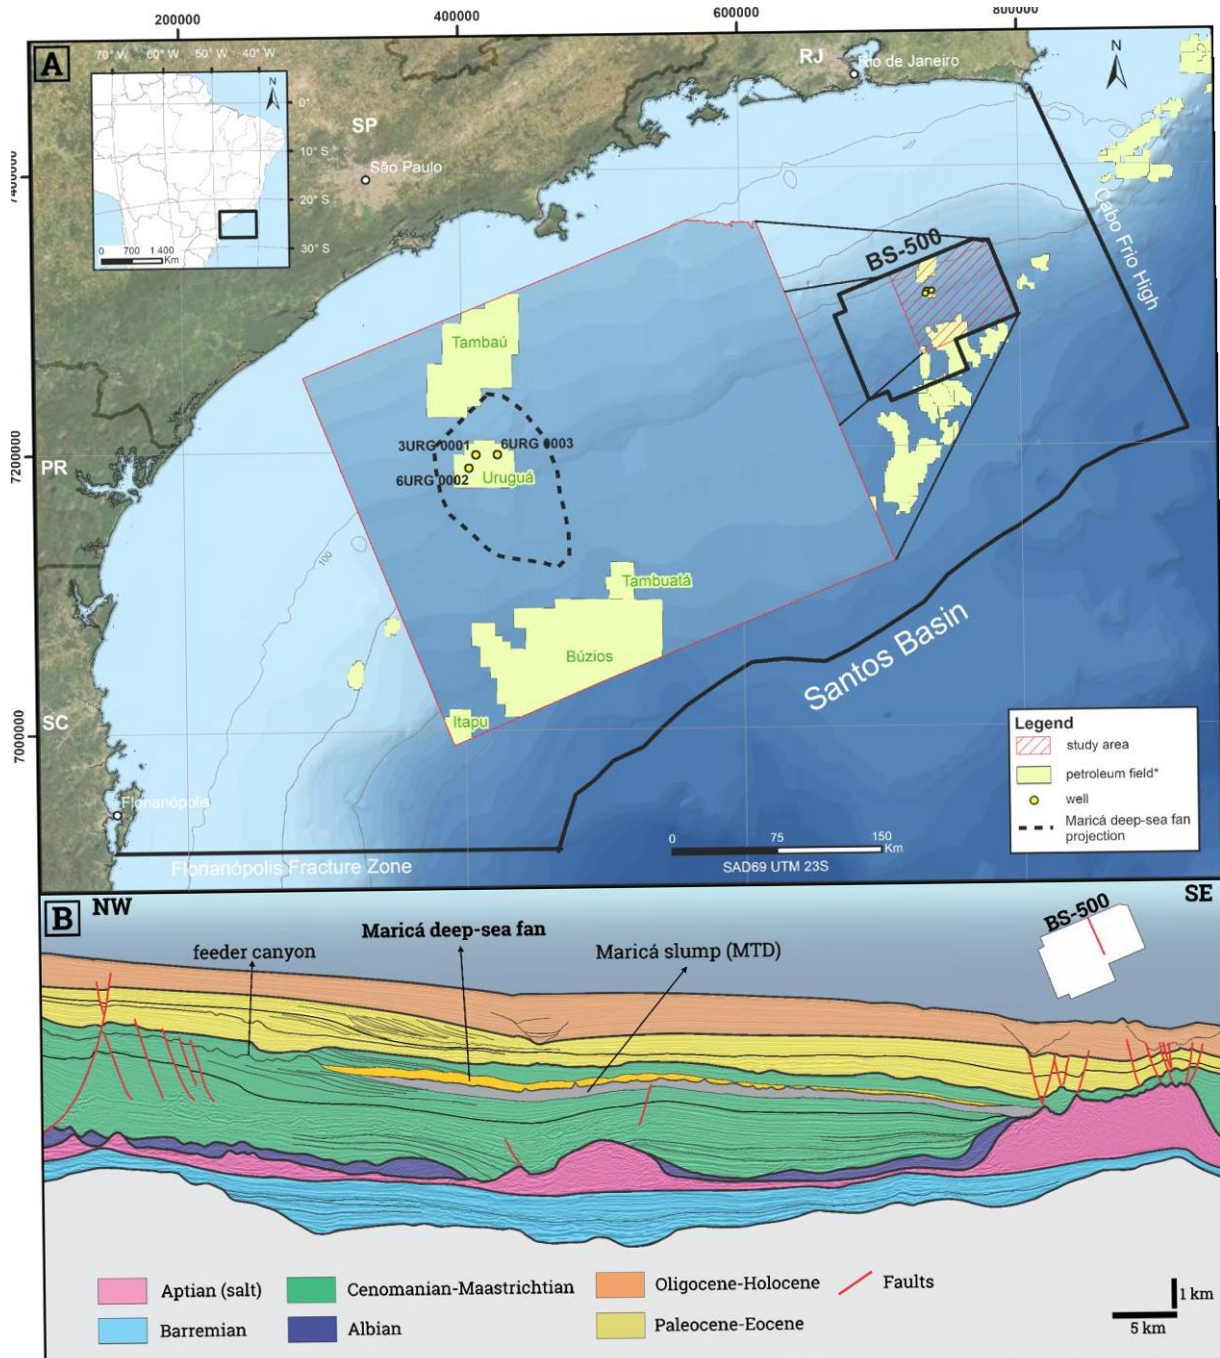 200000
400000
600000
800000
7400000
7200000
7000000
A
70° W
60° W
50° W
40° W
N
0°
10° S
20° S
30° S
0 700 1 400
Km
SP
São Paulo
RJ
Rio de Janeiro
N
Cabo Frio High
BS-500
Tambaú
3URG 0001
6URG 0003
6URG 0002
Uruguá
PR
100
Tambuatá
Búzios
Itapu
SC
Florianópolis
Santos Basin
Florianópolis Fracture Zone
Legend
study area
petroleum field*
well
Maricá deep-sea fan
projection
0 75 150
Km
SAD69 UTM 23S
B
NW
SE
feeder canyon
Maricá deep-sea fan
Maricá slump (MTD)
BS-500
Aptian (salt)
Cenomanian-Maastrichtian
Oligocene-Holocene
Faults
Barremian
Albian
Paleocene-Eocene
1 km
5 km